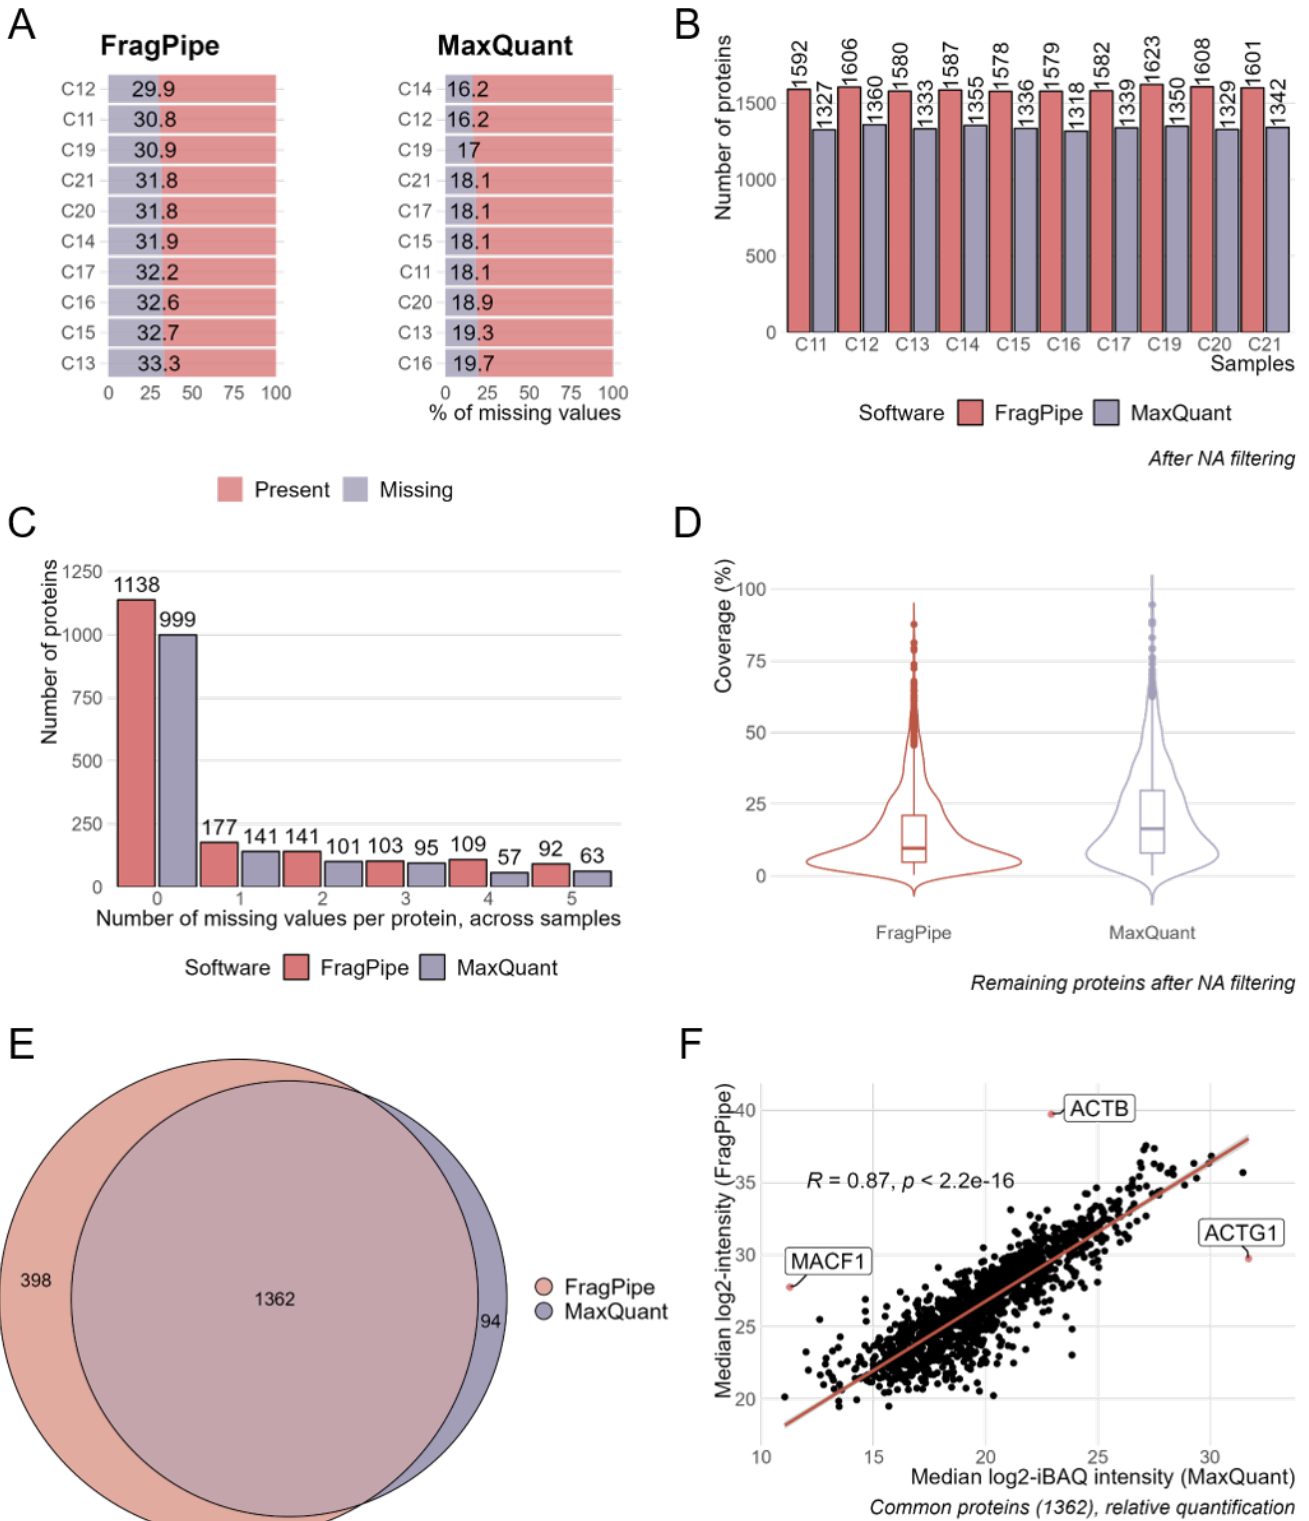 A
FragPipe
MaxQuant
C12 29.9
C11 30.8
C19 30.9
C21 31.8
C20 31.8
C14 31.9
C17 32.2
C16 32.6
C15 32.7
C13 33.3
0 25 50 75 100
C14 16.2
C12 16.2
C19 17
C21 18.1
C17 18.1
C15 18.1
C11 18.1
C20 18.9
C13 19.3
C16 19.7
0 25 50 75 100
% of missing values
Present Missing
B
Number of proteins
1500
1000
500
0
1592 1327 1606 1360 1580 1333 1587 1355 1578 1336 1579 1318 1582 1339 1623 1350 1608 1329 1601 1342
C11 C12 C13 C14 C15 C16 C17 C19 C20 C21
Samples
Software FragPipe MaxQuant
After NA filtering
C
Number of proteins
1250
1000
750
500
250
0
1138 999 177 141 141 101 103 95 109 57 92 63
0 1 2 3 4 5
Number of missing values per protein, across samples
Software FragPipe MaxQuant
D
Coverage (%)
100
75
50
25
0
FragPipe MaxQuant
Remaining proteins after NA filtering
E
398 1362 94
FragPipe
MaxQuant
F
Median log2-intensity (FragPipe)
40
35
30
25
20
ACTB
R = 0.87, p < 2.2e-16
ACTG1
MACF1
10 15 20 25 30
Median log2-iBAQ intensity (MaxQuant)
Common proteins (1362), relative quantification